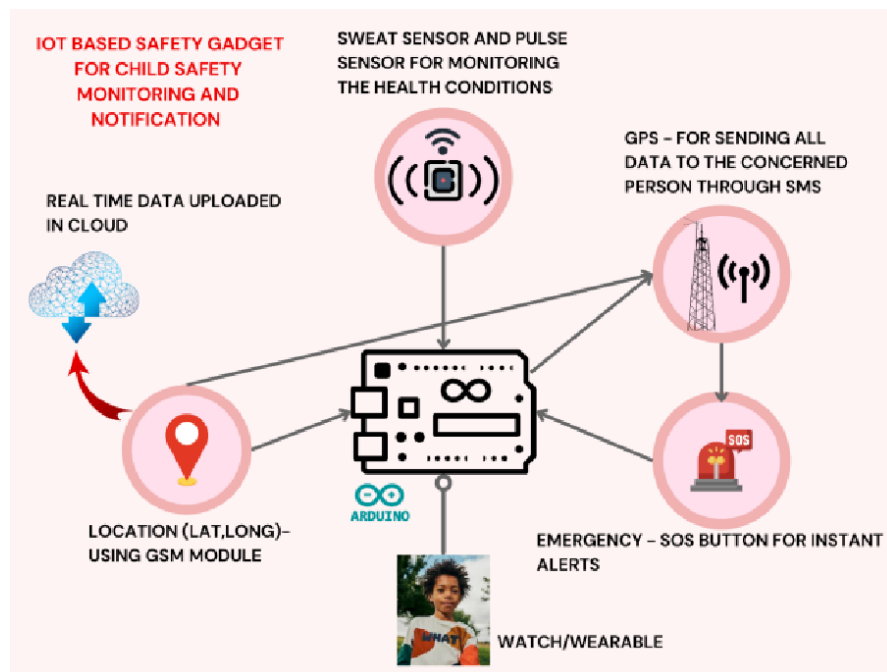 IOT BASED SAFETY GADGET
FOR CHILD SAFETY
MONITORING AND
NOTIFICATION
SWEAT SENSOR AND PULSE
SENSOR FOR MONITORING
THE HEALTH CONDITIONS
GPS – FOR SENDING ALL
DATA TO THE CONCERNED
PERSON THROUGH SMS
REAL TIME DATA UPLOADED
IN CLOUD
SOS
ARDUINO
LOCATION (LAT,LONG)–
USING GSM MODULE
EMERGENCY – SOS BUTTON FOR INSTANT
ALERTS
WHAT
WATCH/WEARABLE